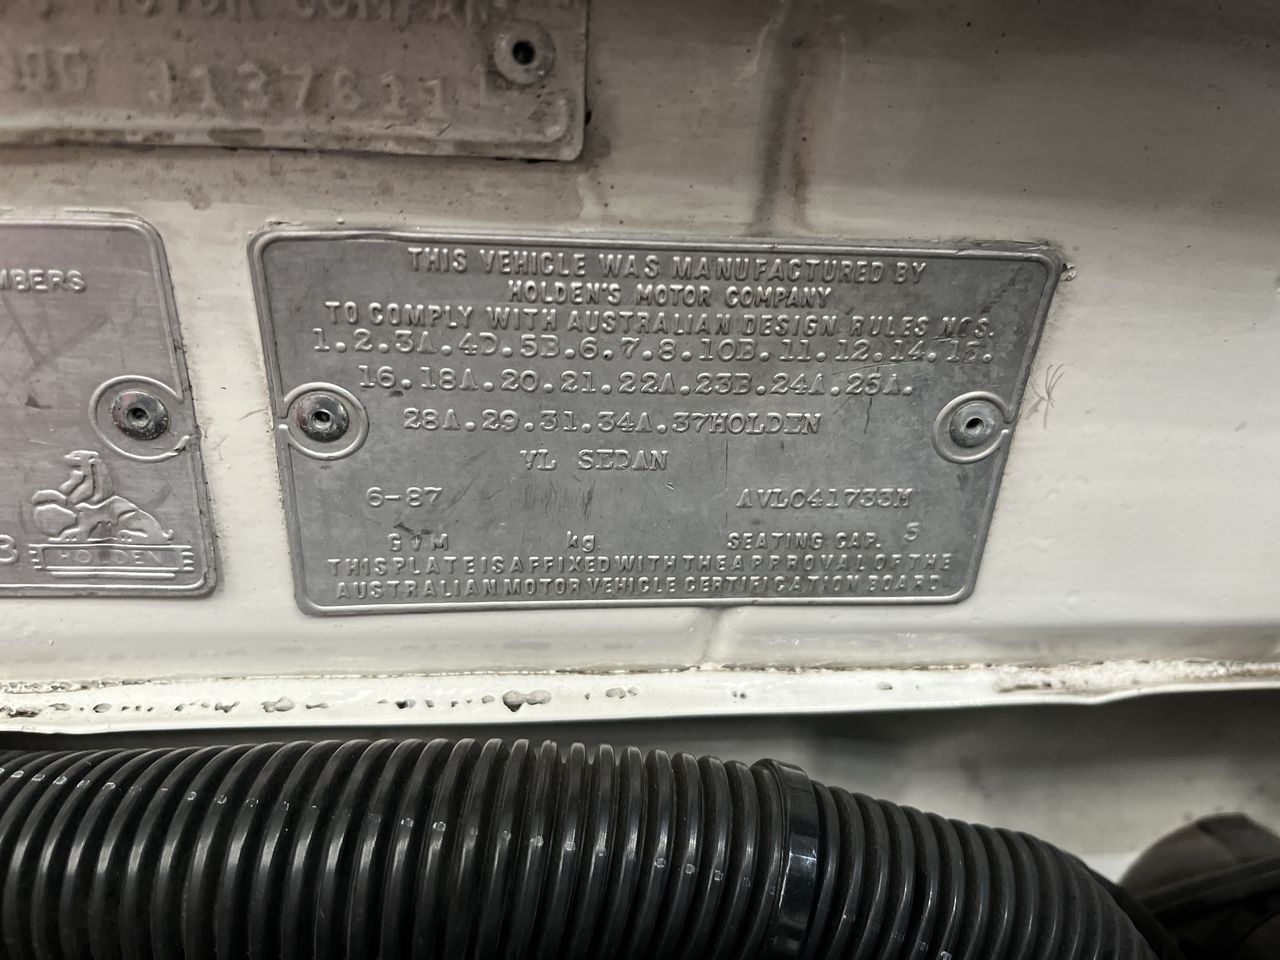 MOTOR COMPAN
J137611
MBERS
HOLDEN
THIS VEHICLE WAS MANUFACTURED BY
HOLDEN'S MOTOR COMPANY
TO COMPLY WITH AUSTRALIAN DESIGN RULES NOS.
1.2.3A.4D.5B.6.7.8.10B.11.12.14.15.
16.18A.20.21.22A.23B.24A.25A.
28A.29.31.34A.37HOLDEN
VL SEDAN
6-87 AVL041733M
GVM kg. SEATING CAP. 5
THIS PLATE IS AFFIXED WITH THE APPROVAL OF THE
AUSTRALIAN MOTOR VEHICLE CERTIFICATION BOARD